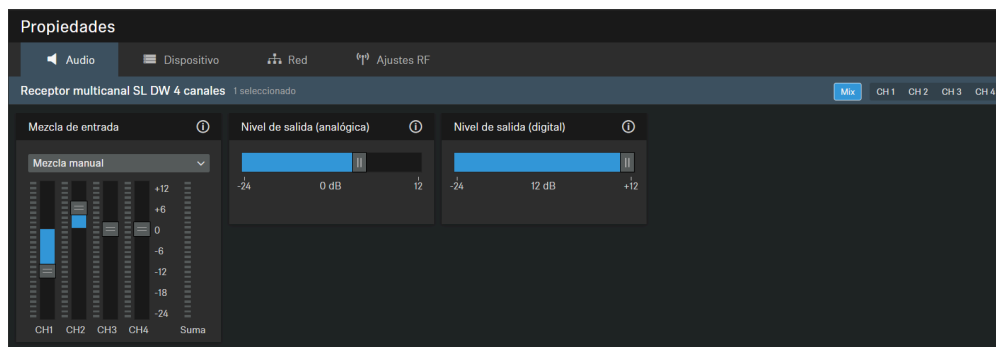 Propiedades
Audio Dispositivo Red Ajustes RF
Receptor multicanal SL DW 4 canales 1 seleccionado Mix CH 1 CH 2 CH 3 CH 4
Mezcla de entrada Nivel de salida (analógica) Nivel de salida (digital)
Mezcla manual
-24 0 dB 12 -24 12 dB +12
+12
+6
0
-6
-12
-18
-24
CH1 CH2 CH3 CH4 Suma